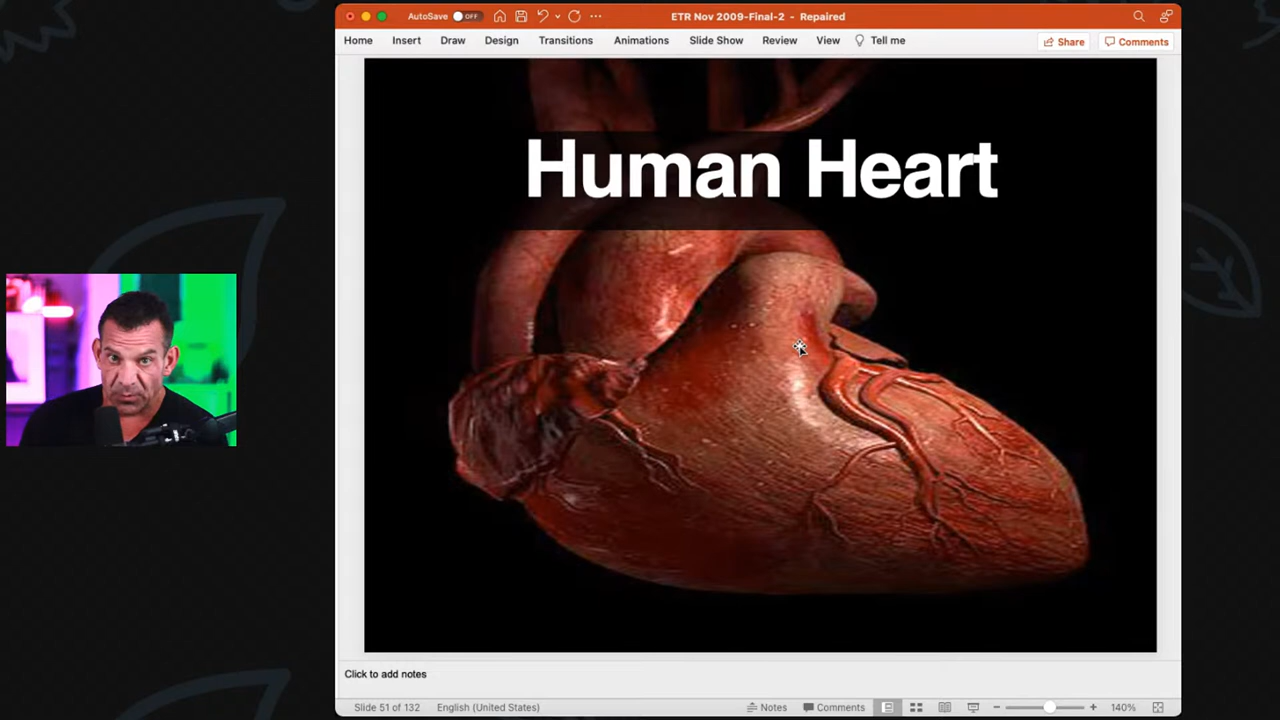 AutoSave OFF
ETR Nov 2009-Final-2 - Repaired
Home Insert Draw Design Transitions Animations Slide Show Review View Tell me Share Comments
Human Heart
Click to add notes
Slide 51 of 132 English (United States) Notes Comments 140%